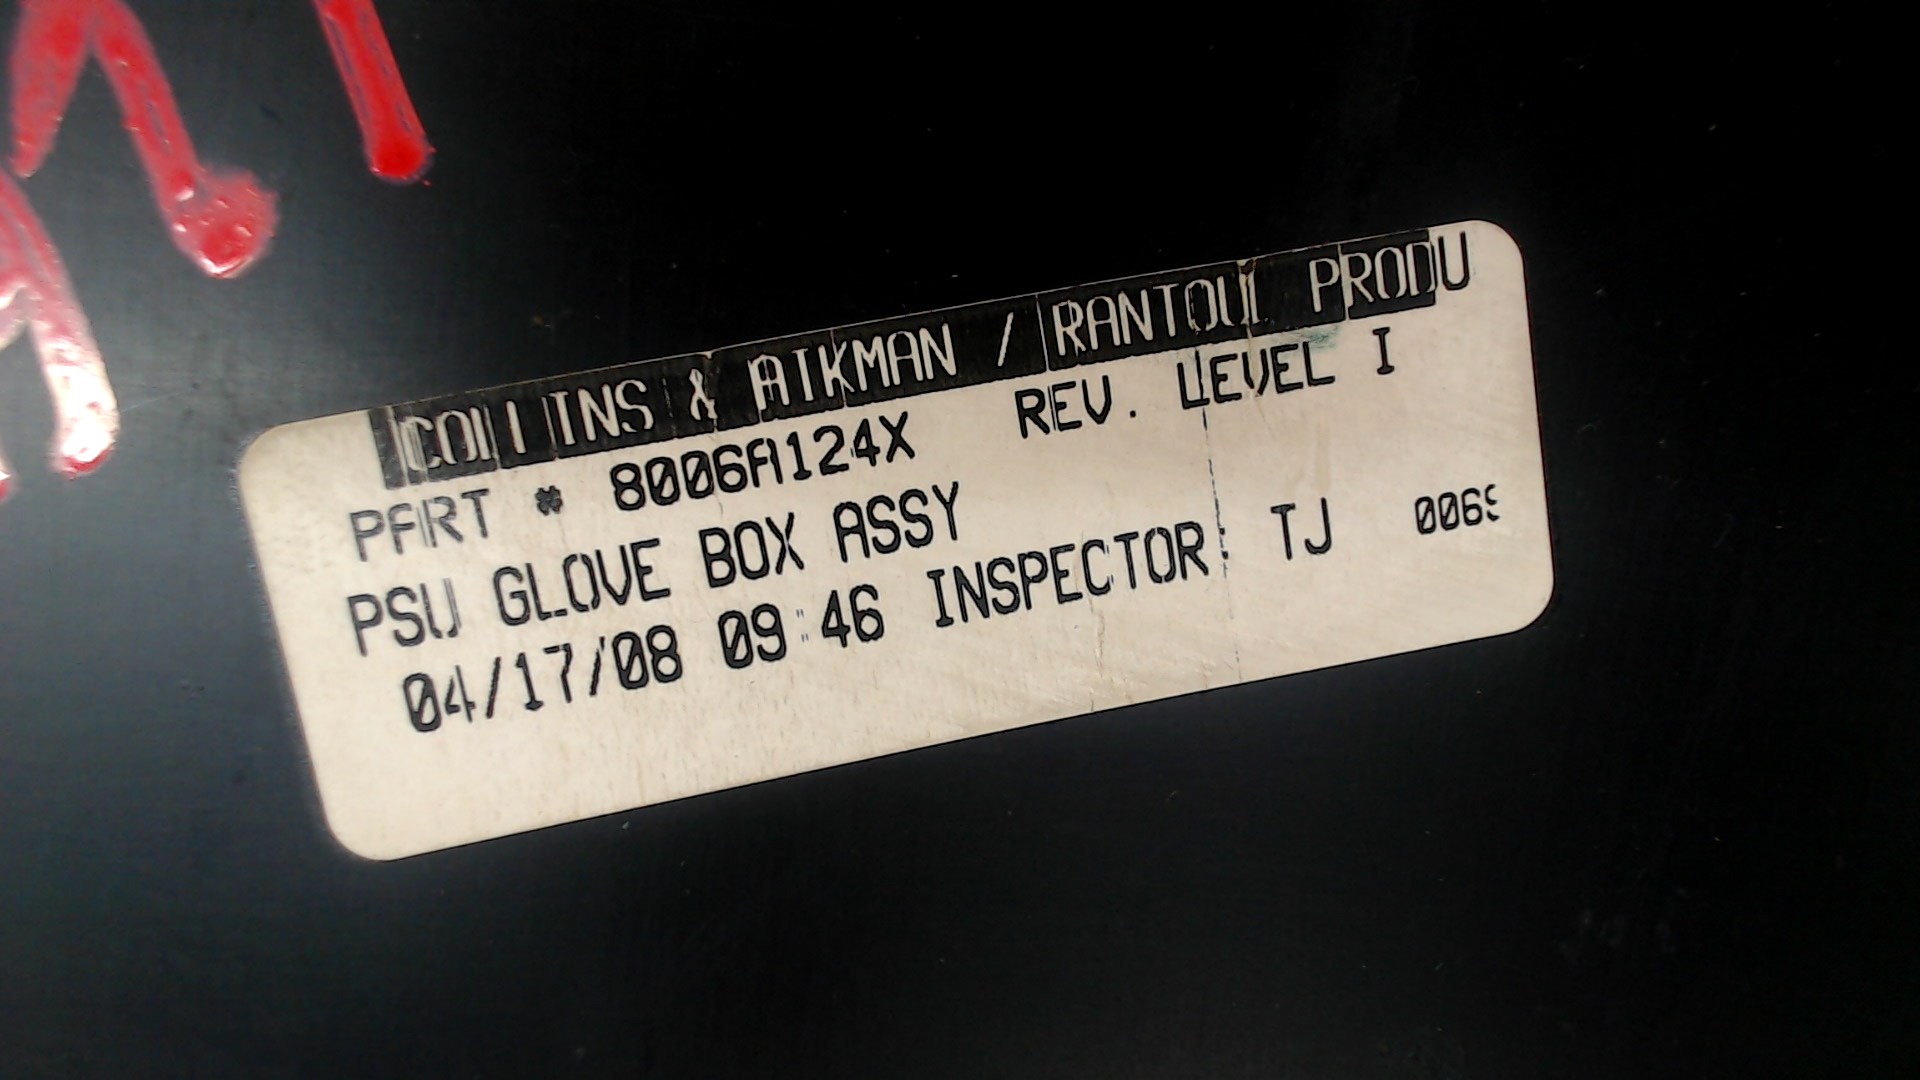 COLLINS & AIKMAN / RANTOUL PRODU
PART # 8006A124X REV. LEVEL I
PSU GLOVE BOX ASSY
04/17/08 09:46 INSPECTOR: TJ